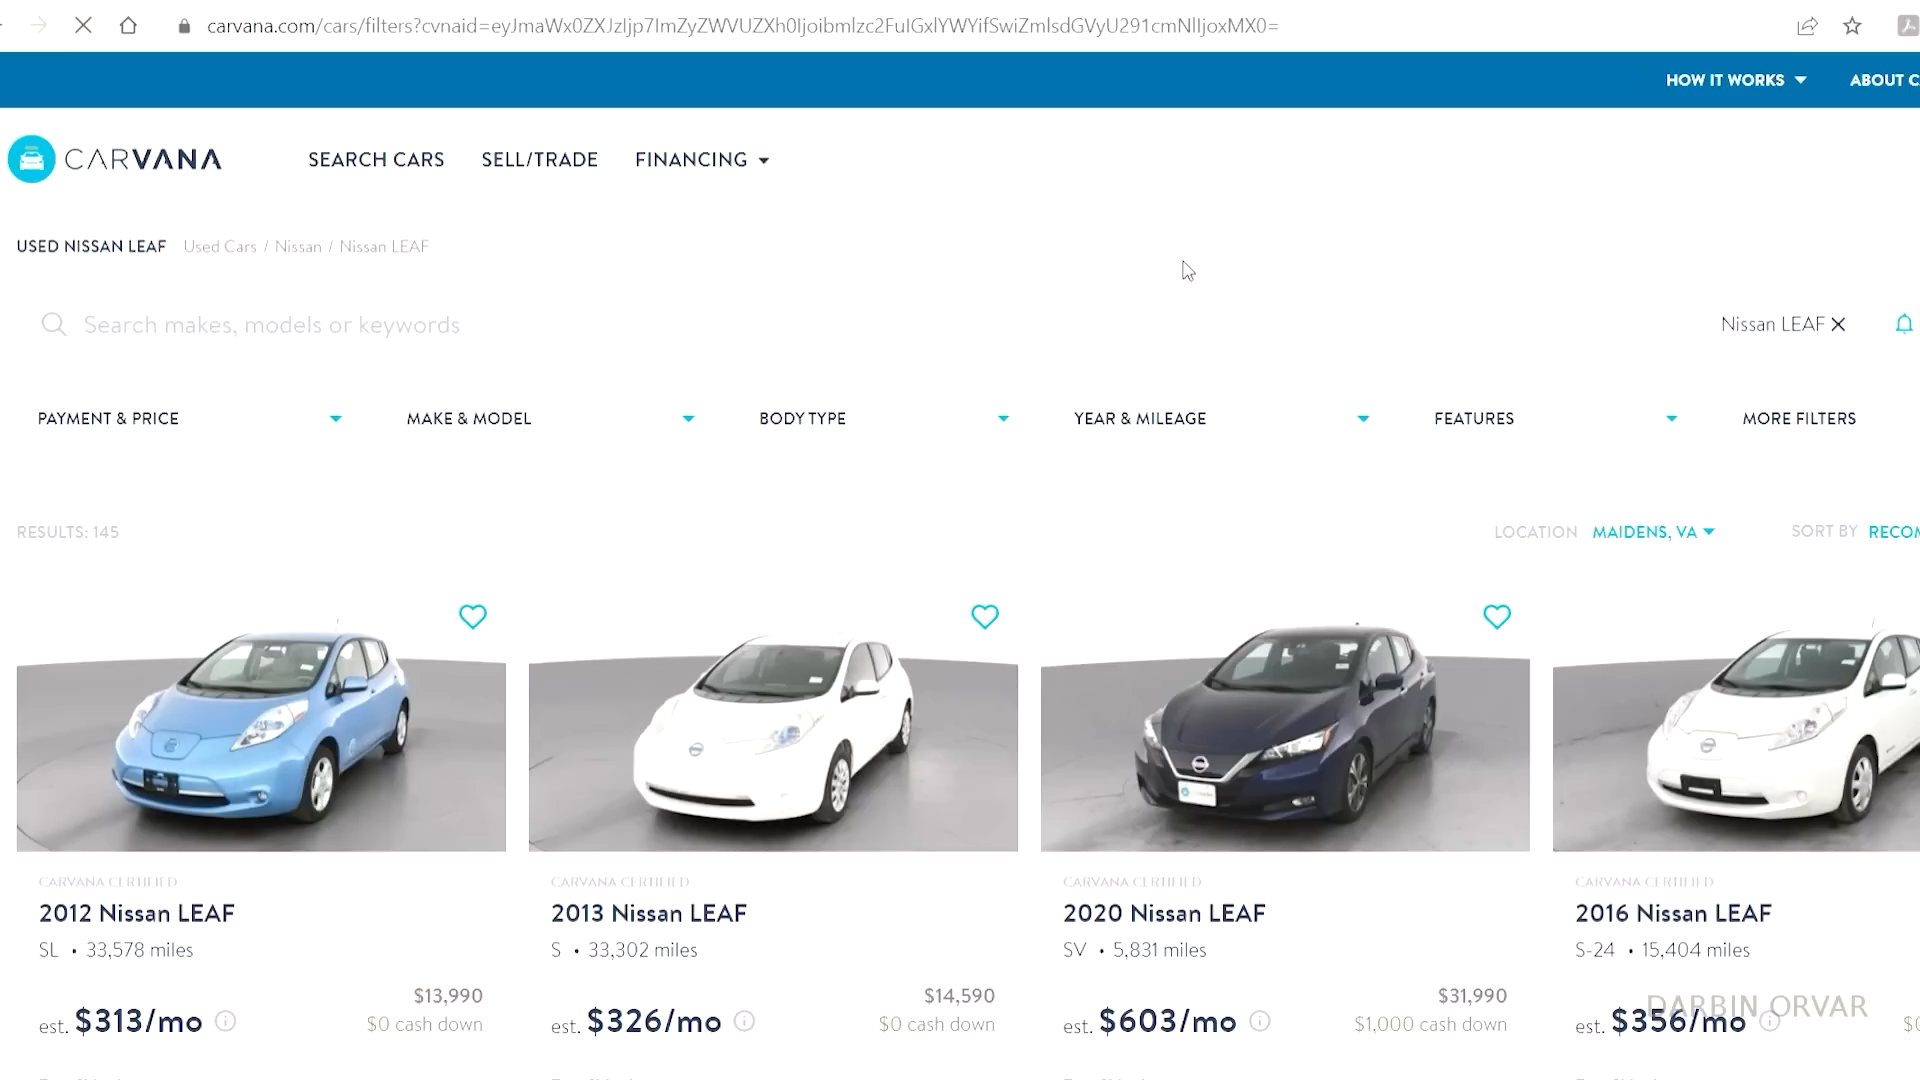 carvana.com/cars/filters?cvnaid=eyJmaWx0ZXJzIjp7ImZyZWVUZXh0IjoibmIzc2FuIGxlYWYifSwiZmlsdGVyU291cmNlIjoxMX0=
HOW IT WORKS
ABOUT C
CARVANA
SEARCH CARS SELL/TRADE FINANCING
USED NISSAN LEAF Used Cars / Nissan / Nissan LEAF
Search makes, models or keywords
Nissan LEAF
PAYMENT & PRICE MAKE & MODEL BODY TYPE YEAR & MILEAGE FEATURES MORE FILTERS
RESULTS: 145
LOCATION MAIDENS, VA
SORT BY RECOM
CARVANA CERTIFIED
2012 Nissan LEAF
SL • 33,578 miles
$13,990
est. $313/mo
$0 cash down
CARVANA CERTIFIED
2013 Nissan LEAF
S • 33,302 miles
$14,590
est. $326/mo
$0 cash down
CARVANA CERTIFIED
2020 Nissan LEAF
SV • 5,831 miles
$31,990
est. $603/mo
$1,000 cash down
CARVANA CERTIFIED
2016 Nissan LEAF
S-24 • 15,404 miles
est. $356/mo
DARBIN ORVAR